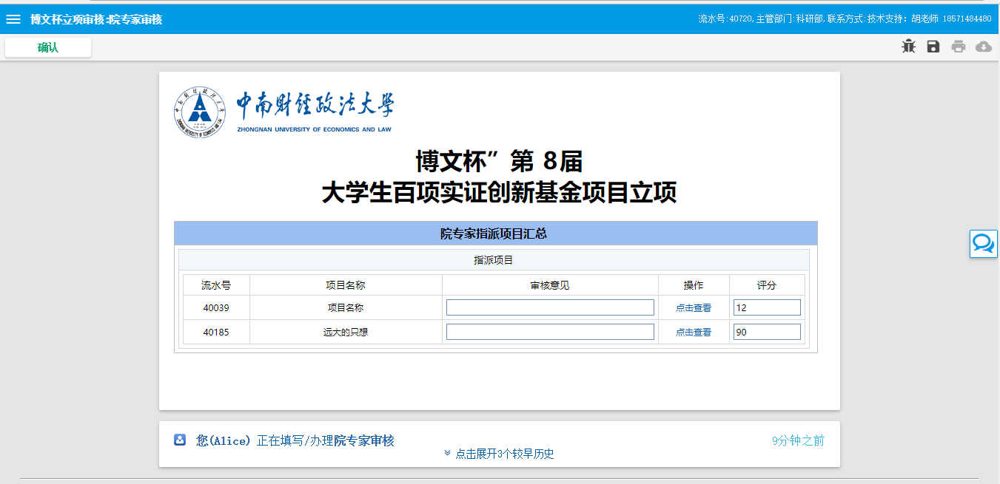 博文杯立项审核-院专家审核
流水号:40720,主管部门:科研部,联系方式:技术支持：胡老师 18571484480
确认
中南财经政法大学
ZHONGNAN UNIVERSITY OF ECONOMICS AND LAW
博文杯”第 8届
大学生百项实证创新基金项目立项
院专家指派项目汇总
指派项目
流水号 项目名称 审核意见 操作 评分
40039 项目名称 点击查看 12
40185 远大的只想 点击查看 90
您(Alice) 正在填写/办理院专家审核 9分钟之前
点击展开3个较早历史